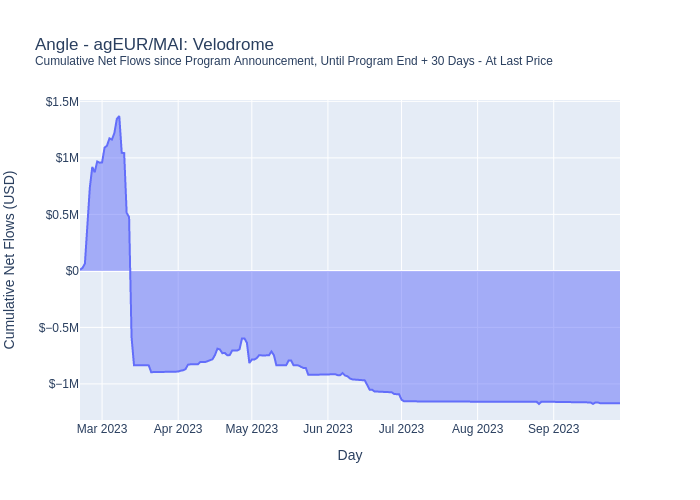 Angle - agEUR/MAI: Velodrome
Cumulative Net Flows since Program Announcement, Until Program End + 30 Days - At Last Price
Cumulative Net Flows (USD)
$1.5M
$1M
$0.5M
$0
$−0.5M
$−1M
Mar 2023 Apr 2023 May 2023 Jun 2023 Jul 2023 Aug 2023 Sep 2023
Day